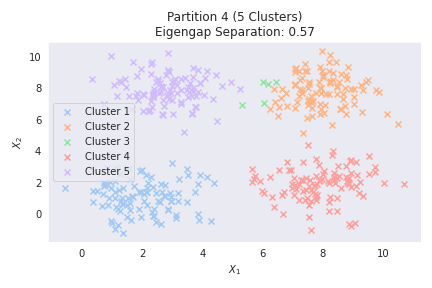 Partition 4 (5 Clusters)
Eigengap Separation: 0.57
10
8
6
4
2
0
X₂
Cluster 1
Cluster 2
Cluster 3
Cluster 4
Cluster 5
0 2 4 6 8 10
X₁